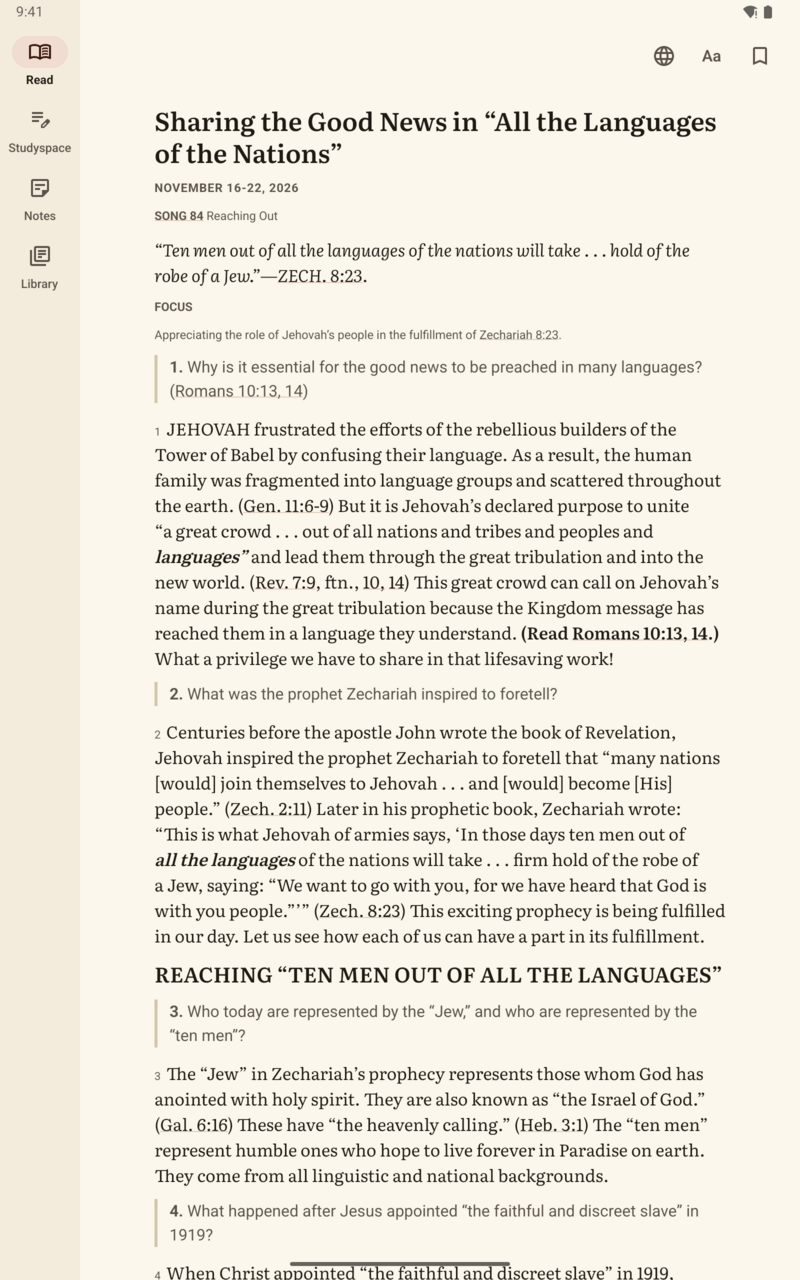 9:41
Read
Studyspace
Notes
Library
Aa
Sharing the Good News in “All the Languages
of the Nations”
NOVEMBER 16-22, 2026
SONG 84 Reaching Out
“Ten men out of all the languages of the nations will take . . . hold of the
robe of a Jew.”—ZECH. 8:23.
FOCUS
Appreciating the role of Jehovah’s people in the fulfillment of Zechariah 8:23.
1. Why is it essential for the good news to be preached in many languages?
(Romans 10:13, 14)
1 JEHOVAH frustrated the efforts of the rebellious builders of the
Tower of Babel by confusing their language. As a result, the human
family was fragmented into language groups and scattered throughout
the earth. (Gen. 11:6-9) But it is Jehovah’s declared purpose to unite
“a great crowd . . . out of all nations and tribes and peoples and
languages” and lead them through the great tribulation and into the
new world. (Rev. 7:9, ftn., 10, 14) This great crowd can call on Jehovah’s
name during the great tribulation because the Kingdom message has
reached them in a language they understand. (Read Romans 10:13, 14.)
What a privilege we have to share in that lifesaving work!
2. What was the prophet Zechariah inspired to foretell?
2 Centuries before the apostle John wrote the book of Revelation,
Jehovah inspired the prophet Zechariah to foretell that “many nations
[would] join themselves to Jehovah . . . and [would] become [His]
people.” (Zech. 2:11) Later in his prophetic book, Zechariah wrote:
“This is what Jehovah of armies says, ‘In those days ten men out of
all the languages of the nations will take . . . firm hold of the robe of
a Jew, saying: “We want to go with you, for we have heard that God is
with you people.”’” (Zech. 8:23) This exciting prophecy is being fulfilled
in our day. Let us see how each of us can have a part in its fulfillment.
REACHING “TEN MEN OUT OF ALL THE LANGUAGES”
3. Who today are represented by the “Jew,” and who are represented by the
“ten men”?
3 The “Jew” in Zechariah’s prophecy represents those whom God has
anointed with holy spirit. They are also known as “the Israel of God.”
(Gal. 6:16) These have “the heavenly calling.” (Heb. 3:1) The “ten men”
represent humble ones who hope to live forever in Paradise on earth.
They come from all linguistic and national backgrounds.
4. What happened after Jesus appointed “the faithful and discreet slave” in
1919?
4 When Christ appointed “the faithful and discreet slave” in 1919,